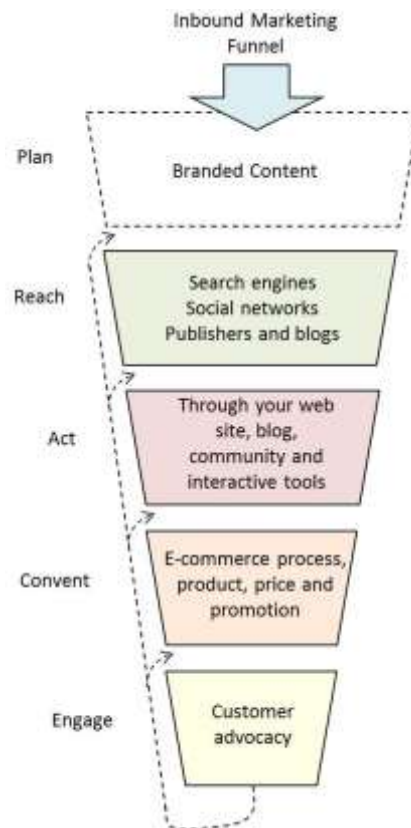 Inbound Marketing
Funnel
Plan
Branded Content
Reach
Search engines
Social networks
Publishers and blogs
Act
Through your web
site, blog,
community and
interactive tools
Convent
E-commerce process,
product, price and
promotion
Engage
Customer
advocacy